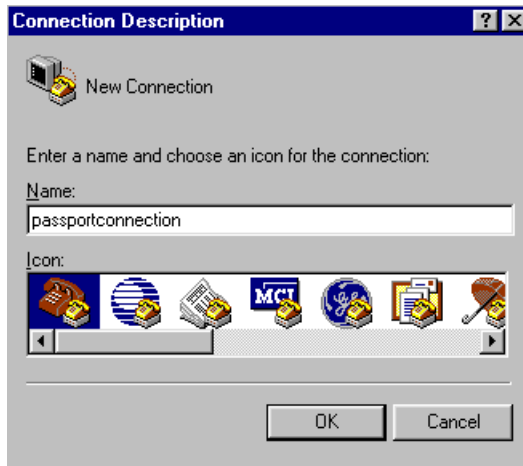 Connection Description
New Connection
Enter a name and choose an icon for the connection:
Name:
passportconnection
Icon:
MCI
OK
Cancel